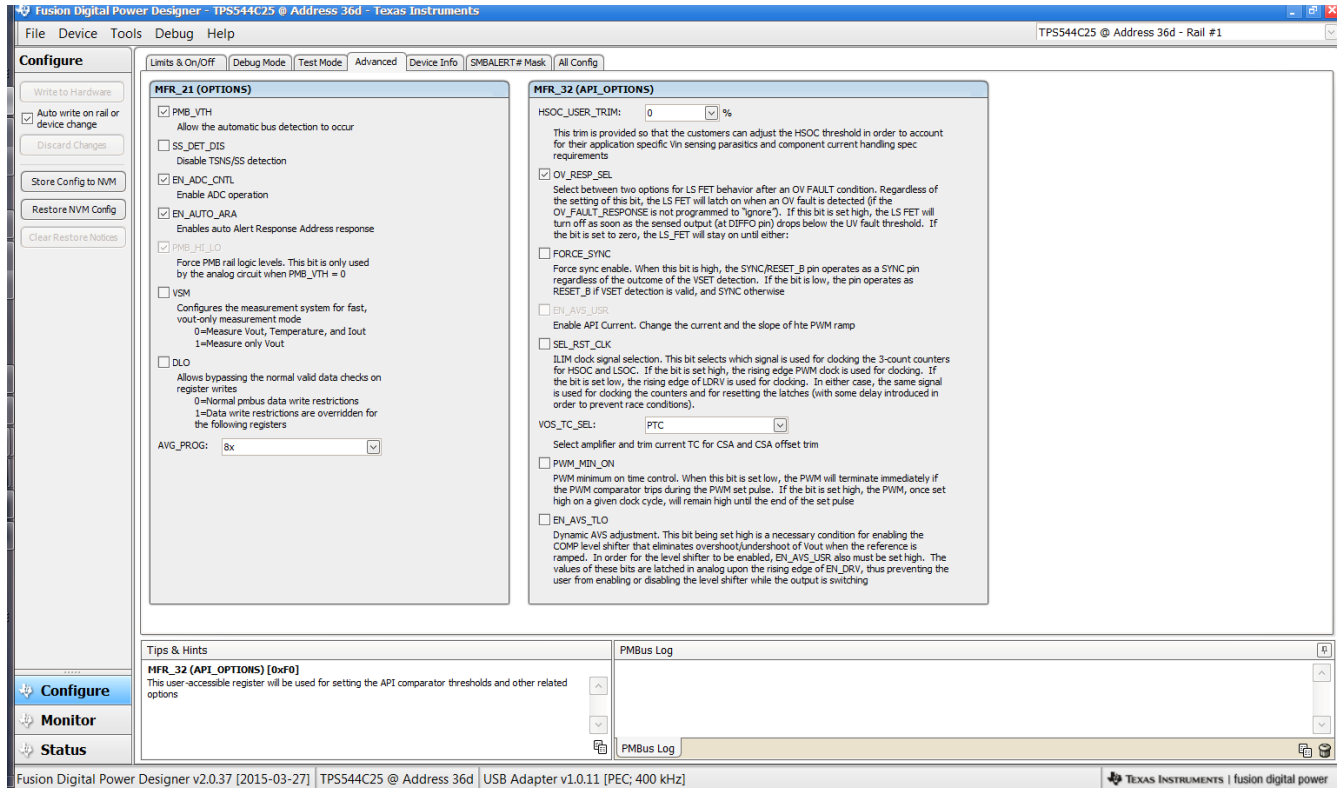 Fusion Digital Power Designer - TPS544C25 @ Address 36d - Texas Instruments
File Device Tools Debug Help
TPS544C25 @ Address 36d - Rail #1
Configure
Write to Hardware
Auto write on rail or
device change
Discard Changes
Store Config to NVM
Restore NVM Config
Clear Restore Notices
Limits & On/Off
Debug Mode
Test Mode
Advanced
Device Info
SMBALERT# Mask
All Config
MFR_21 (OPTIONS)
PMB_VTH
Allow the automatic bus detection to occur
SS_DET_DIS
Disable TSNS/SS detection
EN_ADC_CNTL
Enable ADC operation
EN_AUTO_ARA
Enables auto Alert Response Address response
PMB_HI_LO
Force PMB rail logic levels. This bit is only used
by the analog circuit when PMB_VTH = 0
VSM
Configures the measurement system for fast,
vout-only measurement mode
0=Measure Vout, Temperature, and Iout
1=Measure only Vout
DLO
Allows bypassing the normal valid data checks on
register writes
0=Normal pmbus data write restrictions
1=Data write restrictions are overridden for
the following registers
AVG_PROG: 8x
MFR_32 (API_OPTIONS)
HSOC_USER_TRIM: 0 %
This trim is provided so that the customers can adjust the HSOC threshold in order to account
for their application specific Vin sensing parasitics and component current handling spec
requirements
OV_RESP_SEL
Select between two options for LS FET behavior after an OV FAULT condition. Regardless of
the setting of this bit, the LS FET will latch on when an OV fault is detected (if the
OV_FAULT_RESPONSE is not programmed to "ignore"). If this bit is set high, the LS FET will
turn off as soon as the sensed output (at DIFFO pin) drops below the UV fault threshold. If
the bit is set to zero, the LS_FET will stay on until either:
FORCE_SYNC
Force sync enable. When this bit is high, the SYNC/RESET_B pin operates as a SYNC pin
regardless of the outcome of the VSET detection. If the bit is low, the pin operates as
RESET_B if VSET detection is valid, and SYNC otherwise
EN_AVS_USR
Enable API Current. Change the current and the slope of hte PWM ramp
SEL_RST_CLK
ILIM clock signal selection. This bit selects which signal is used for clocking the 3-count counters
for HSOC and LSOC. If the bit is set high, the rising edge PWM clock is used for clocking. If
the bit is set low, the rising edge of LDRV is used for clocking. In either case, the same signal
is used for clocking the counters and for resetting the latches (with some delay introduced in
order to prevent race conditions).
VOS_TC_SEL: PTC
Select amplifier and trim current TC for CSA and CSA offset trim
PWM_MIN_ON
PWM minimum on time control. When this bit is set low, the PWM will terminate immediately if
the PWM comparator trips during the PWM set pulse. If the bit is set high, the PWM, once set
high on a given clock cycle, will remain high until the end of the set pulse
EN_AVS_TLO
Dynamic AVS adjustment. This bit being set high is a necessary condition for enabling the
COMP level shifter that eliminates overshoot/undershoot of Vout when the reference is
ramped. In order for the level shifter to be enabled, EN_AVS_USR also must be set high. The
values of these bits are latched in analog upon the rising edge of EN_DRV, thus preventing the
user from enabling or disabling the level shifter while the output is switching
Configure
Monitor
Status
Tips & Hints
MFR_32 (API_OPTIONS) [0xF0]
This user-accessible register will be used for setting the API comparator thresholds and other related
options
PMBus Log
PMBus Log
Fusion Digital Power Designer v2.0.37 [2015-03-27]
TPS544C25 @ Address 36d
USB Adapter v1.0.11 [PEC; 400 kHz]
TEXAS INSTRUMENTS | fusion digital power